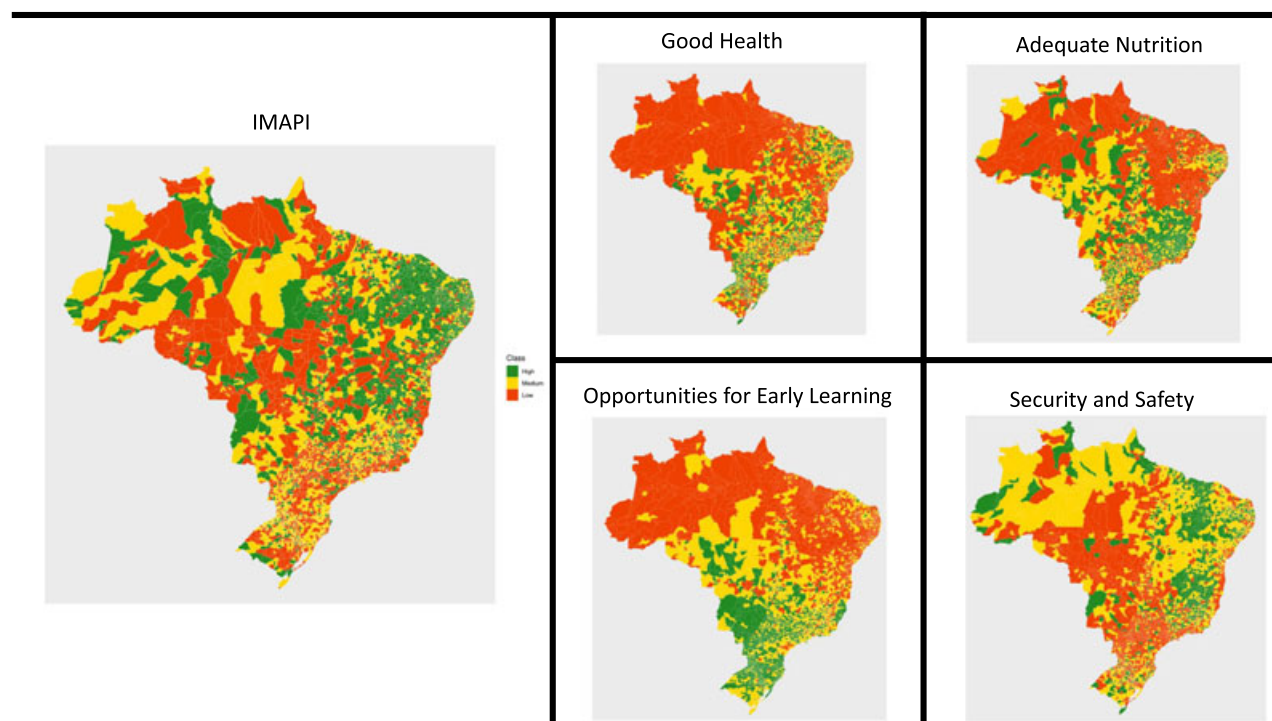 IMAPI
Class
High
Medium
Low
Good Health
Adequate Nutrition
Opportunities for Early Learning
Security and Safety